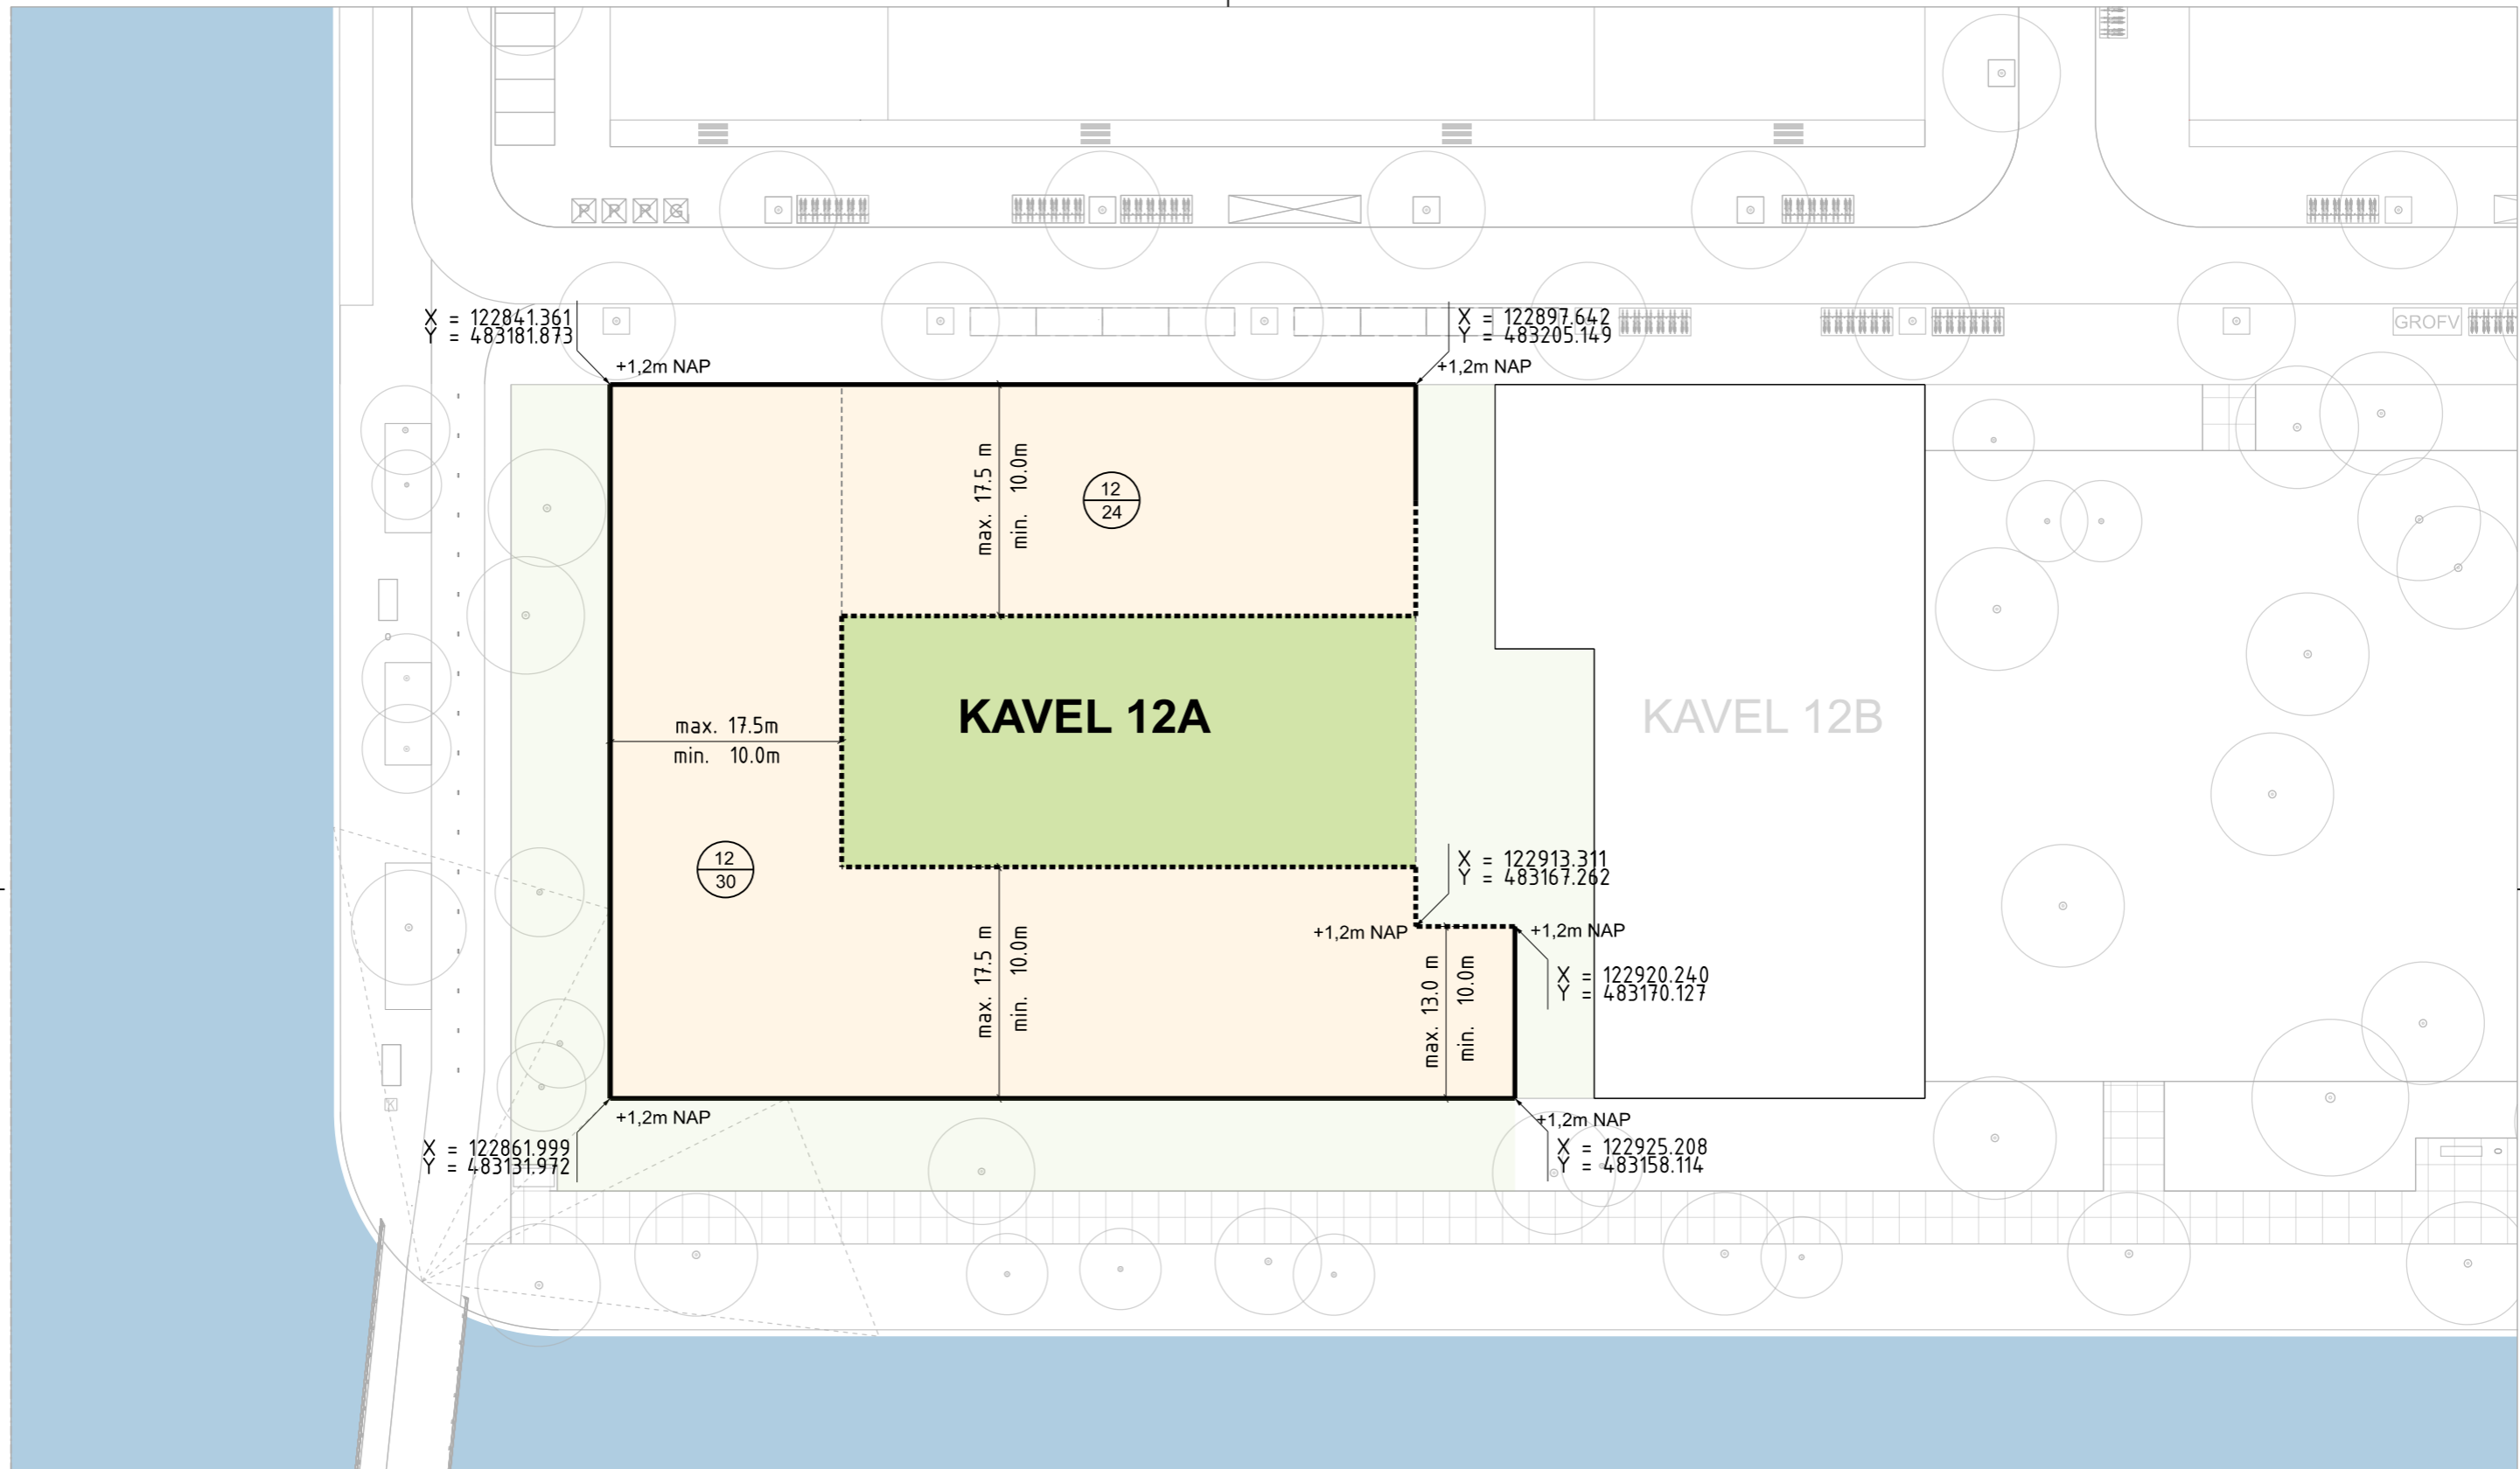 P P P G
X = 122841.361
Y = 483181.873
X = 122897.642
Y = 483205.149
GROFV
+1,2m NAP
+1,2m NAP
max. 17.5 m
min. 10.0m
12
24
KAVEL 12A
KAVEL 12B
max. 17.5m
min. 10.0m
12
30
X = 122913.311
Y = 483167.262
+1,2m NAP
+1,2m NAP
max. 17.5 m
min. 10.0m
max. 13.0 m
min. 10.0m
X = 122920.240
Y = 483170.127
+1,2m NAP
+1,2m NAP
X = 122861.999
Y = 483131.972
X = 122925.208
Y = 483158.114